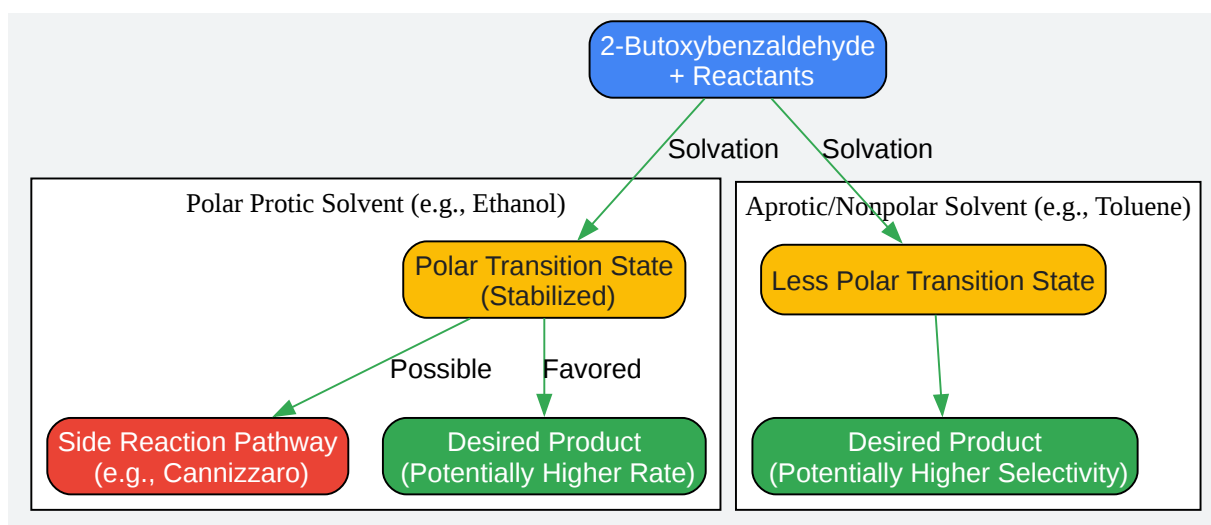 2-Butoxybenzaldehyde
+ Reactants
Solvation
Solvation
Polar Protic Solvent (e.g., Ethanol)
Polar Transition State
(Stabilized)
Possible
Favored
Side Reaction Pathway
(e.g., Cannizzaro)
Desired Product
(Potentially Higher Rate)
Aprotic/Nonpolar Solvent (e.g., Toluene)
Less Polar Transition State
Desired Product
(Potentially Higher Selectivity)